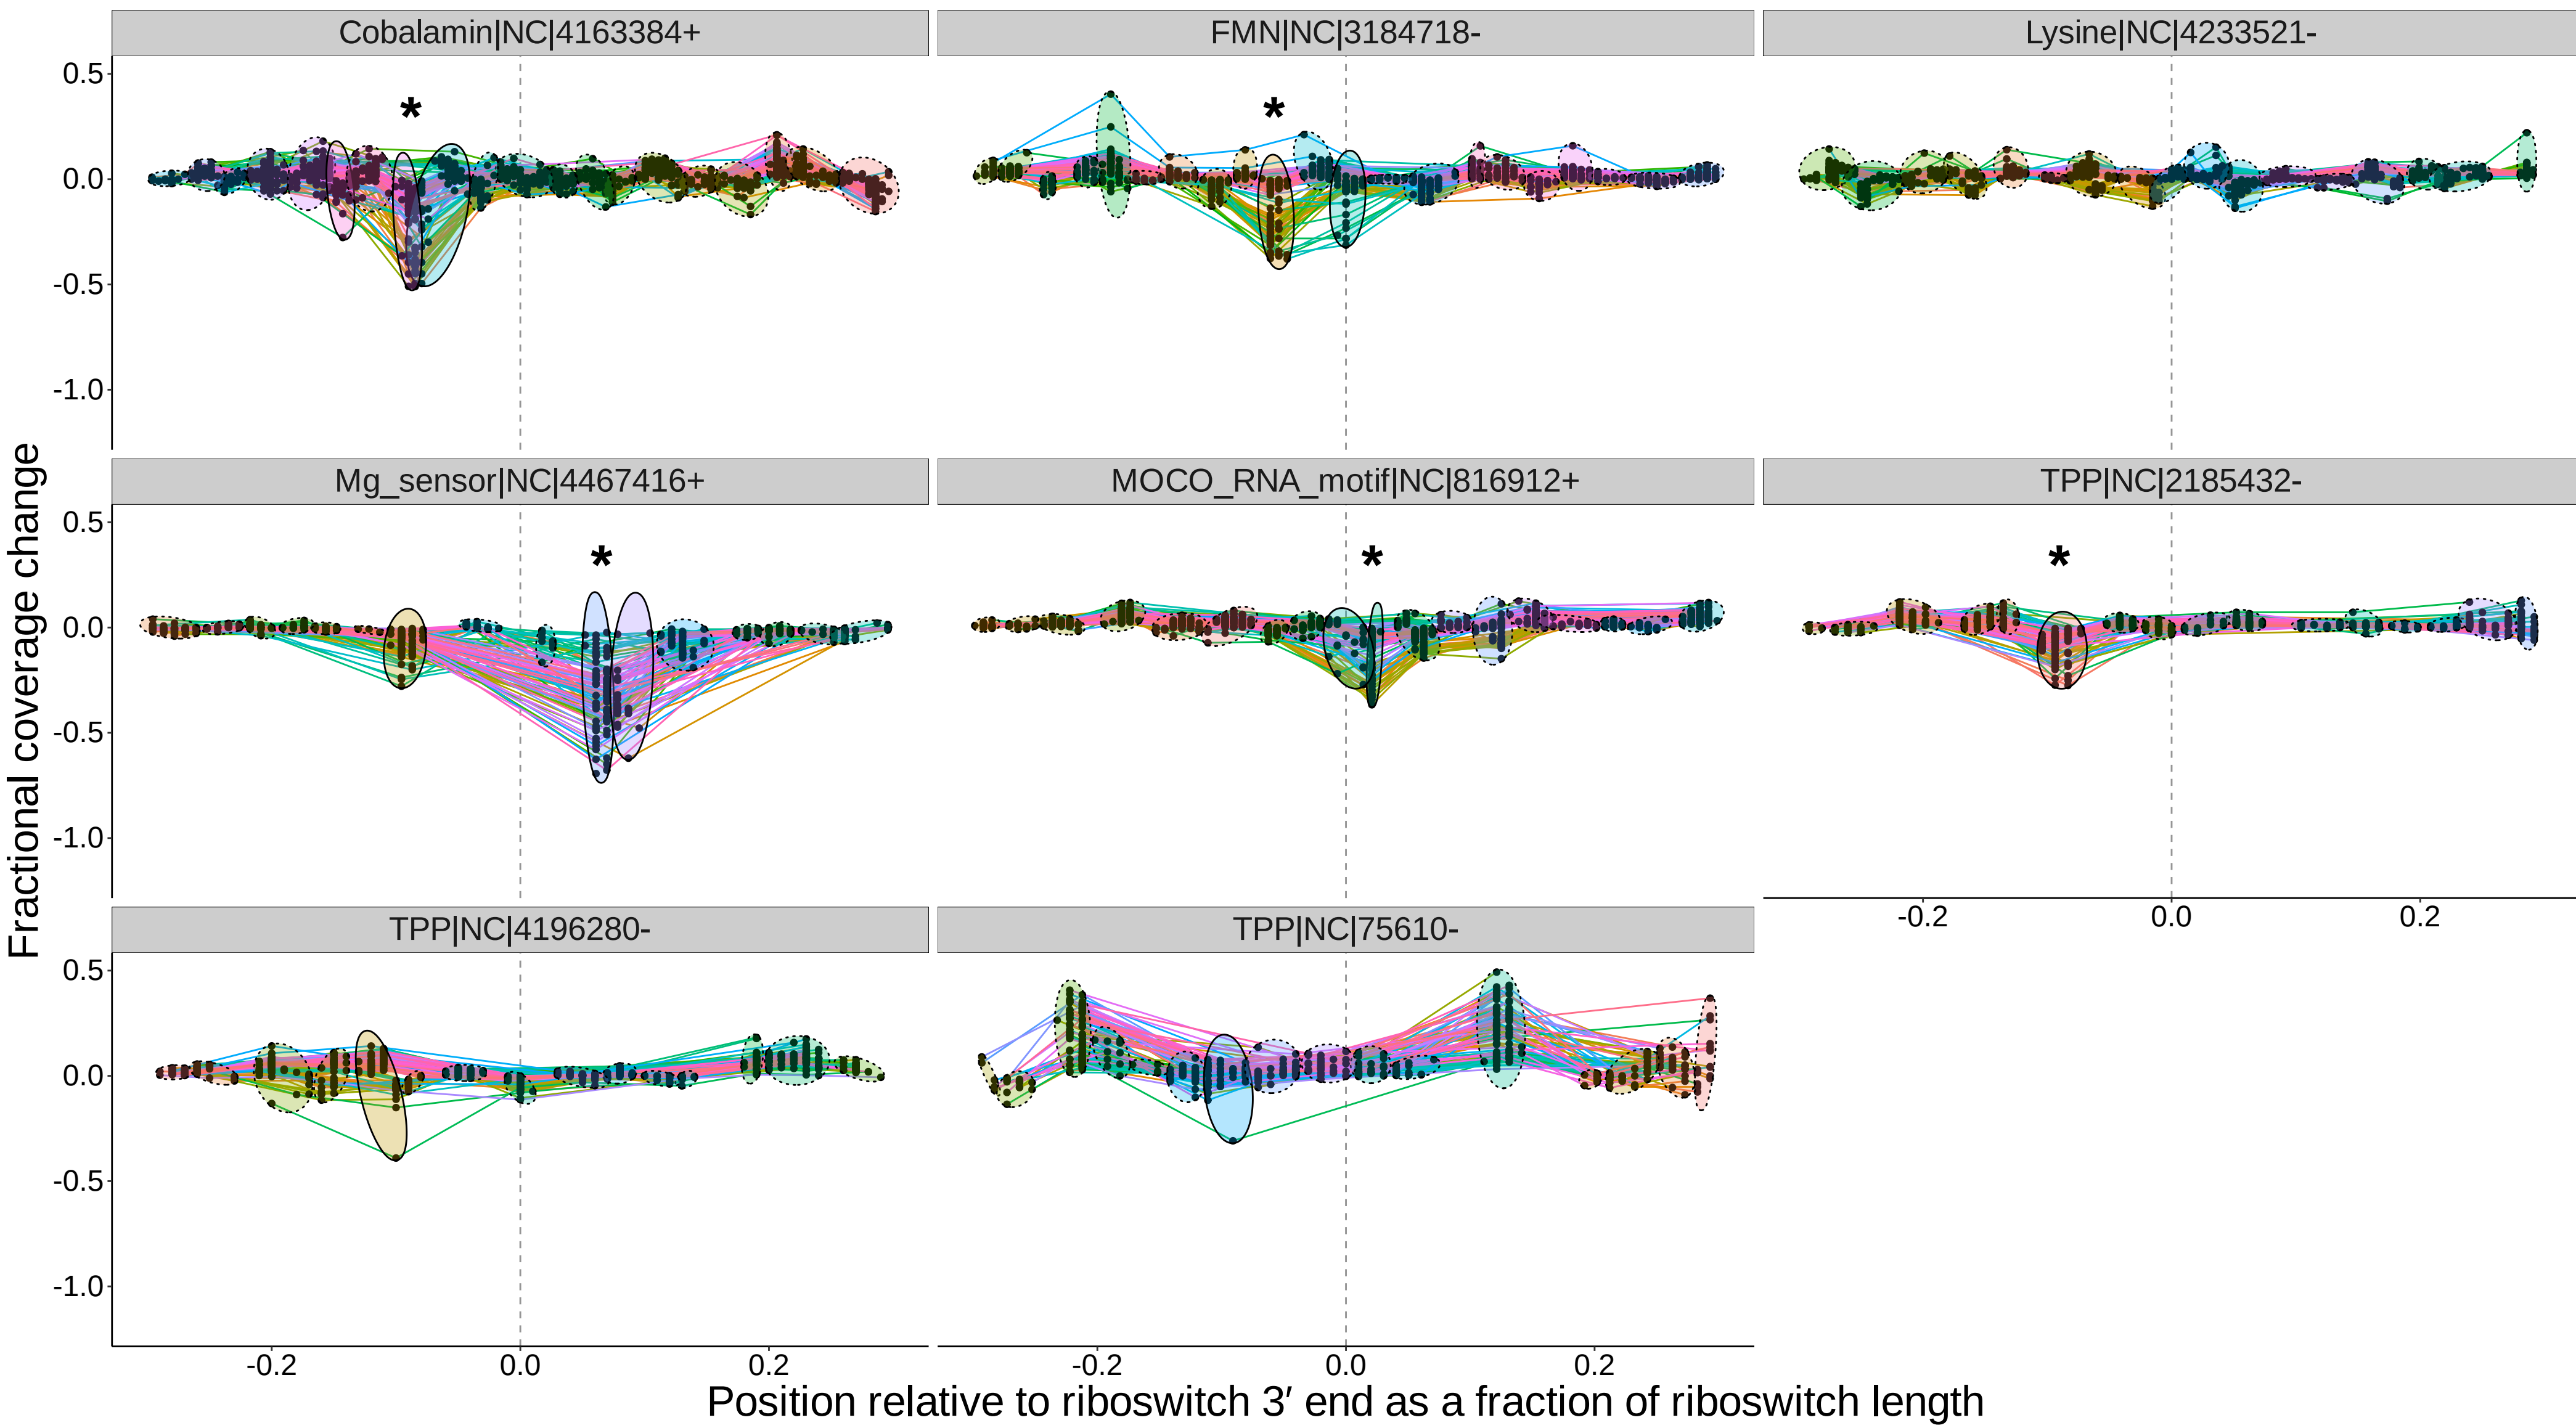 Cobalamin|NC|4163384+
FMN|NC|3184718-
Lysine|NC|4233521-
0.5
0.0
-0.5
-1.0
*
*
Fractional coverage change
Mg_sensor|NC|4467416+
MOCO_RNA_motif|NC|816912+
TPP|NC|2185432-
0.5
0.0
-0.5
-1.0
*
*
*
-0.2 0.0 0.2
TPP|NC|4196280-
TPP|NC|75610-
0.5
0.0
-0.5
-1.0
-0.2 0.0 0.2
-0.2 0.0 0.2
Position relative to riboswitch 3′ end as a fraction of riboswitch length